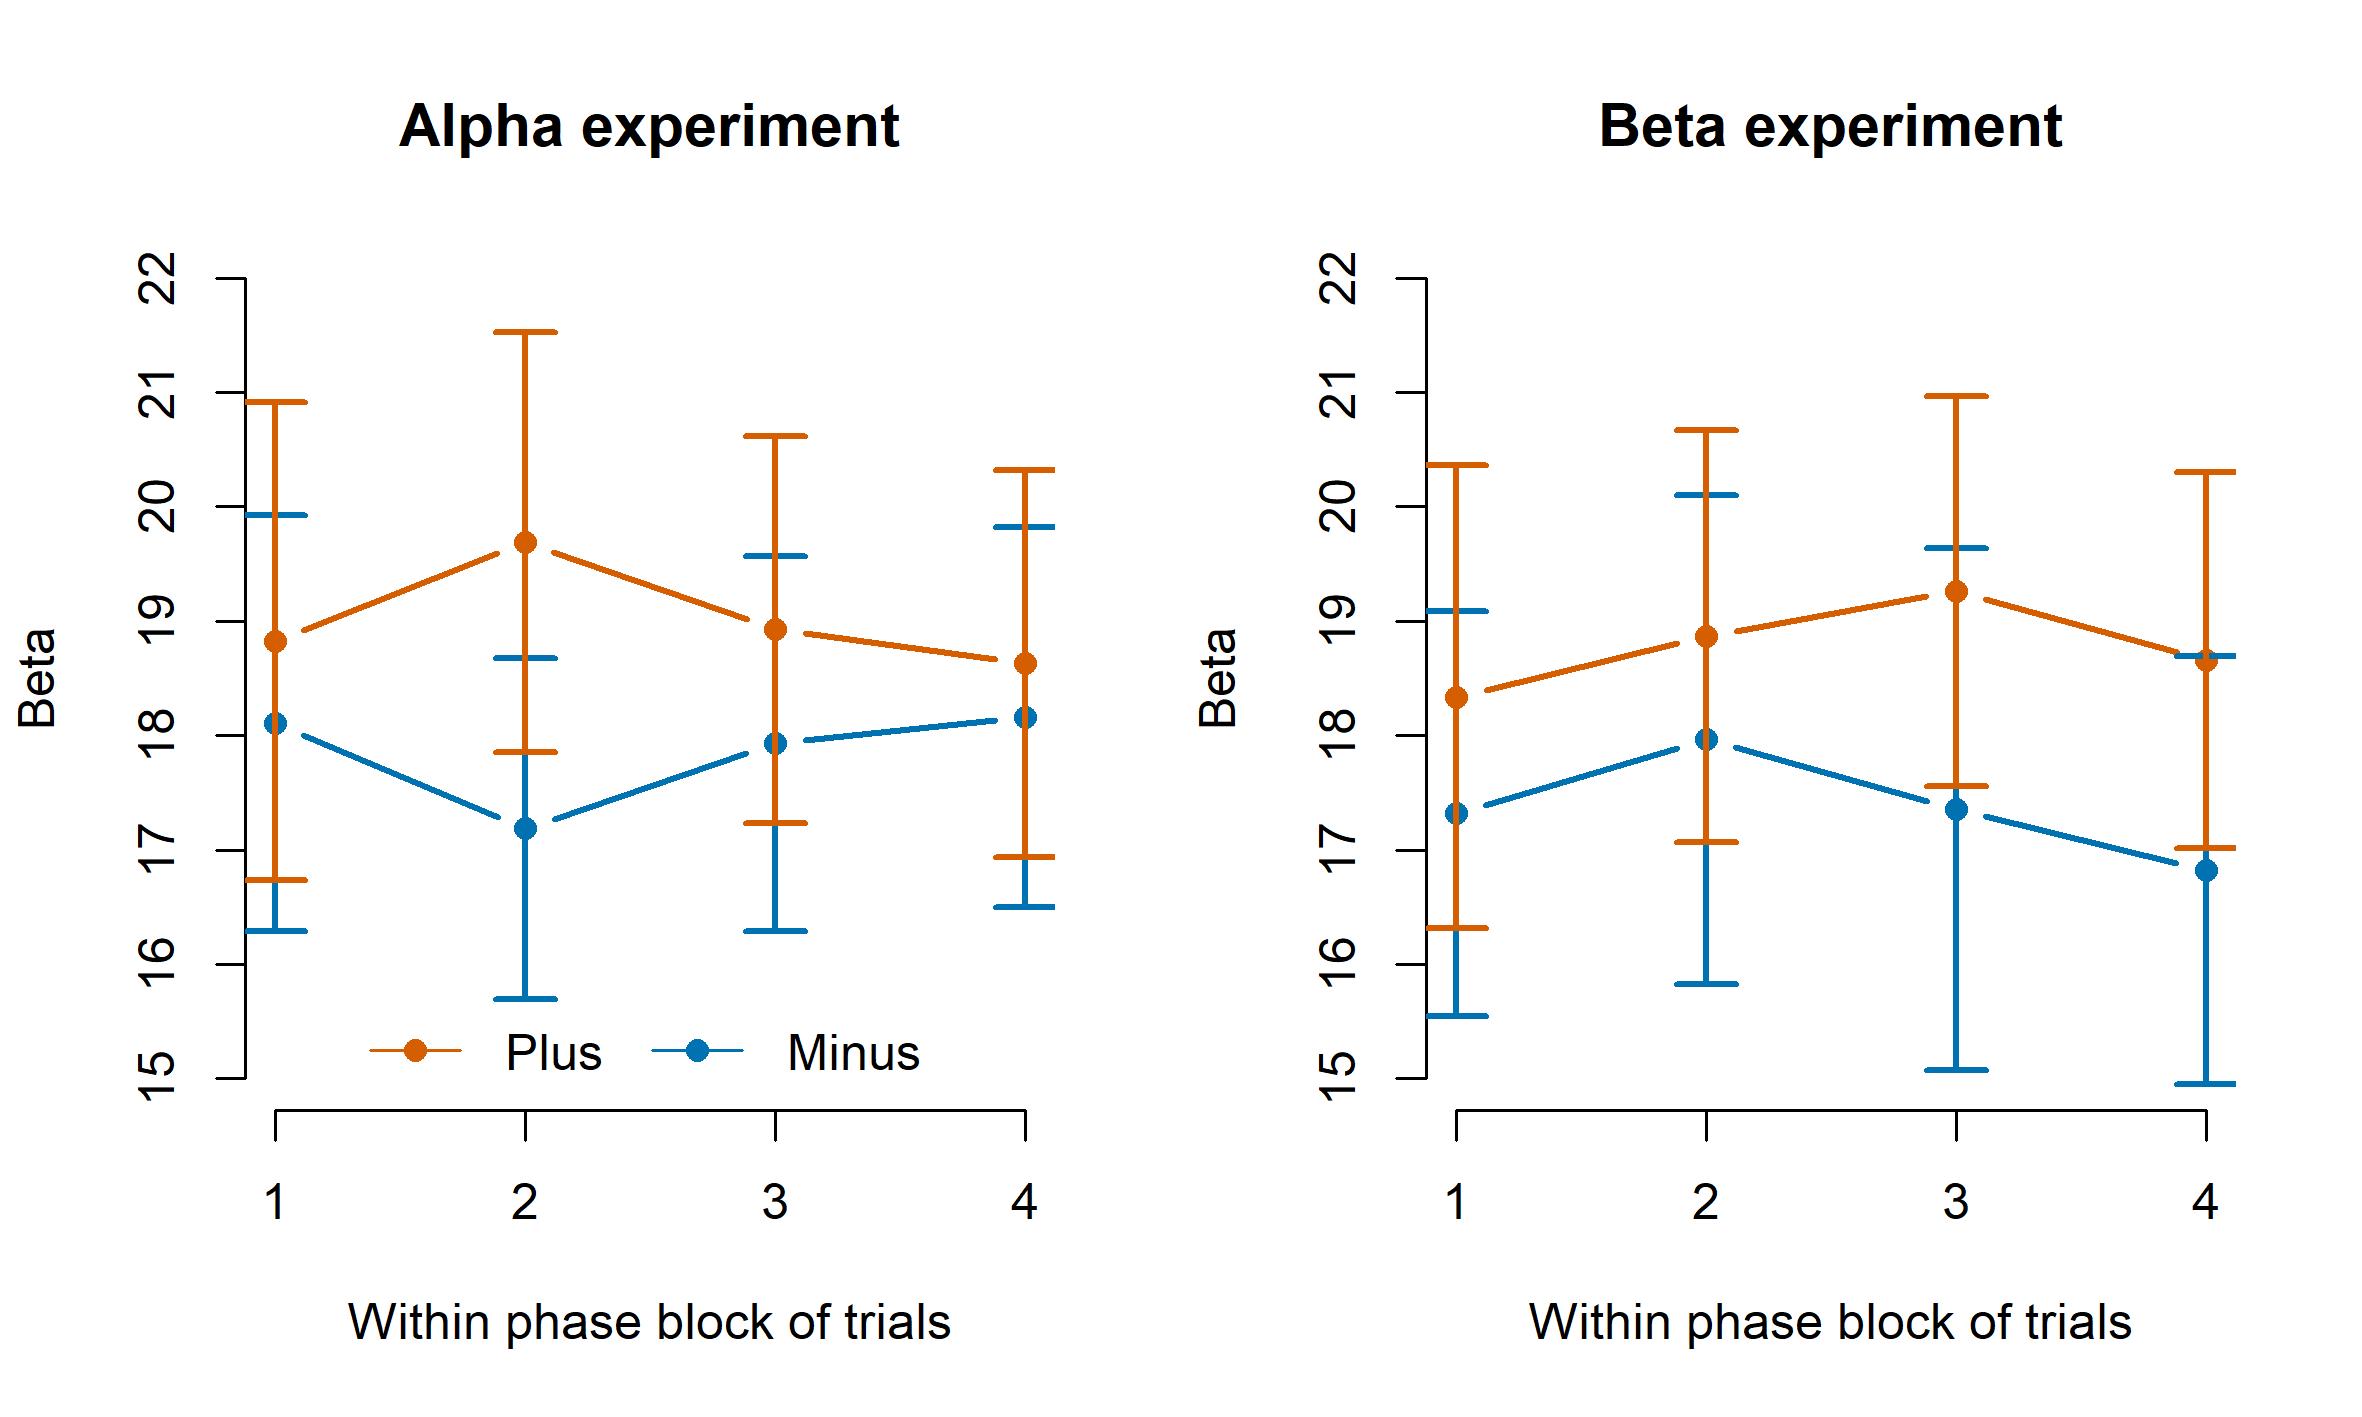 Alpha experiment
Beta
22
21
20
19
18
17
16
15
Plus Minus
1 2 3 4
Within phase block of trials
Beta experiment
Beta
22
21
20
19
18
17
16
15
1 2 3 4
Within phase block of trials